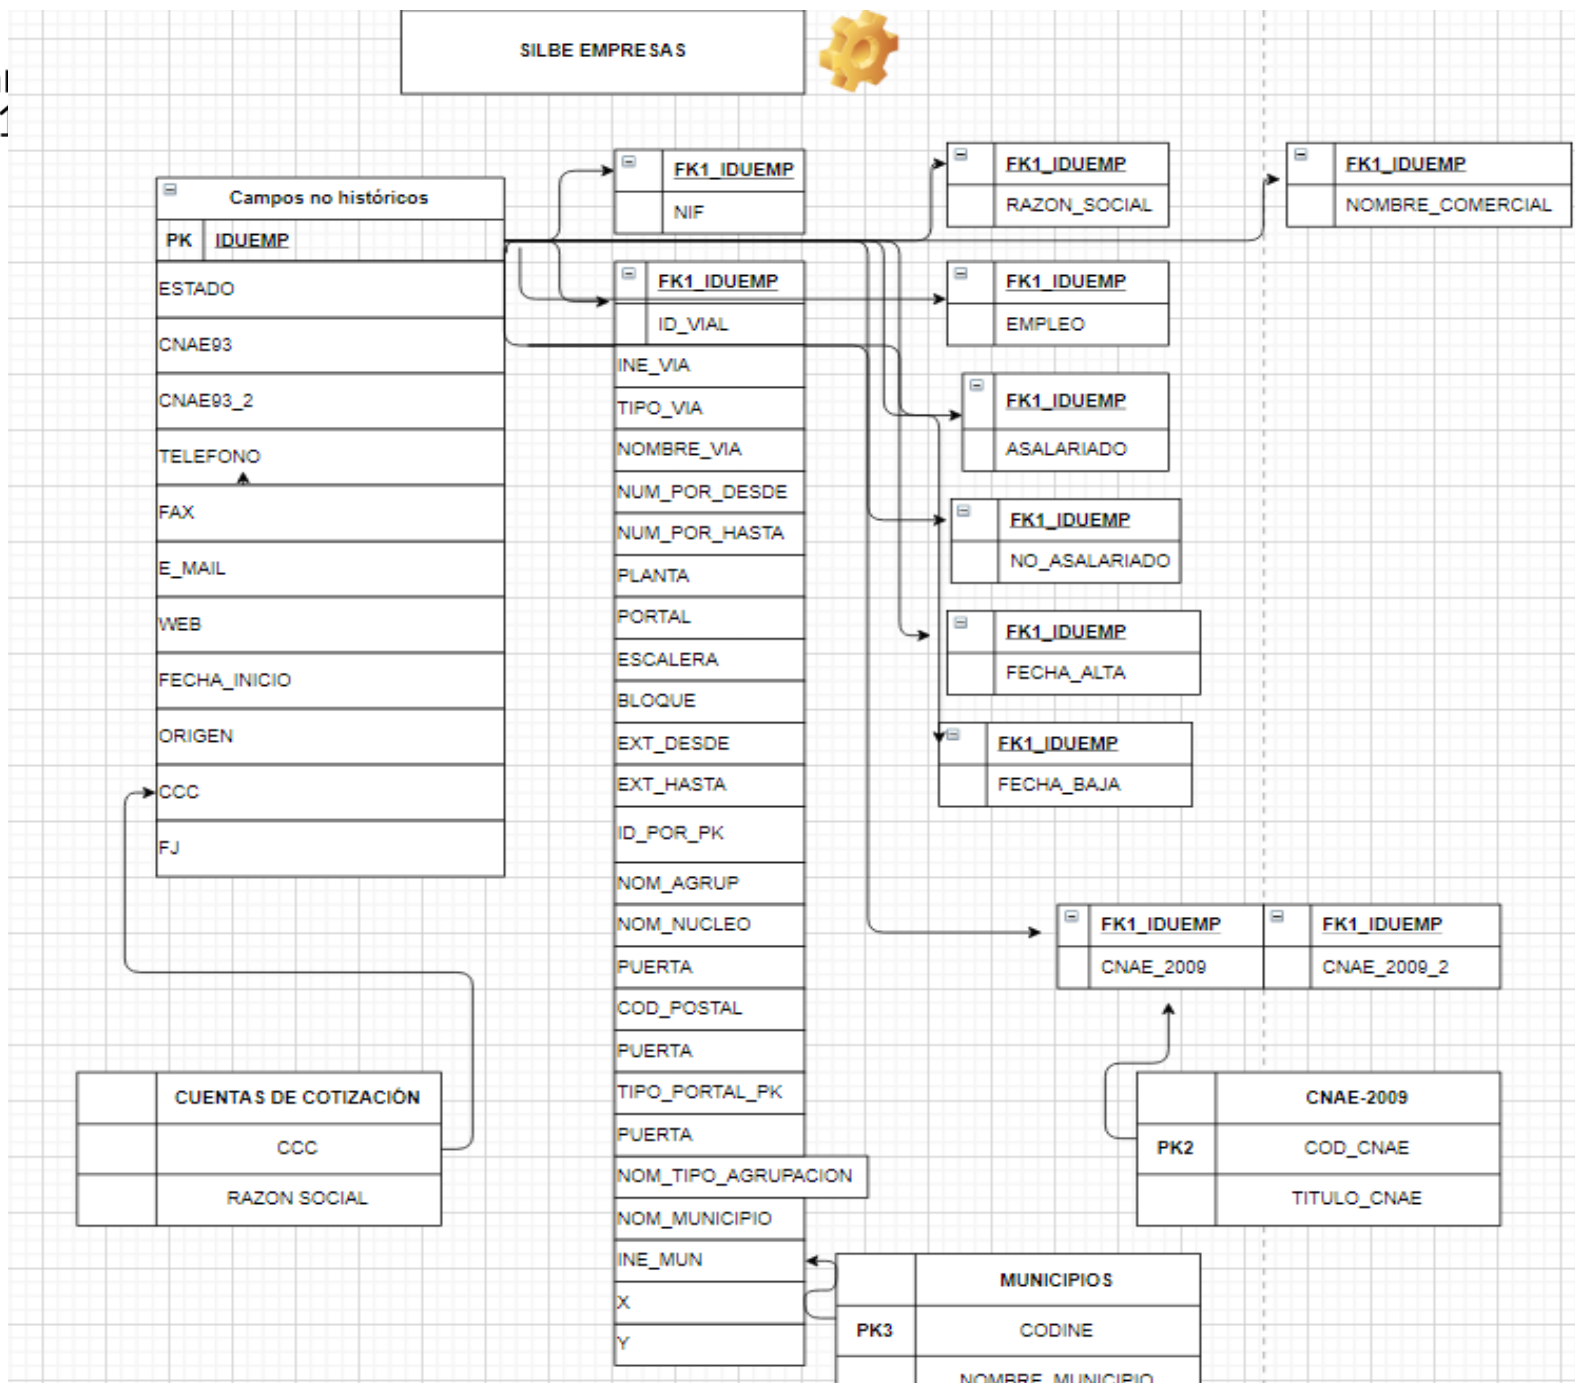 SILBE EMPRESAS
Campos no históricos
PK IDUEMP
ESTADO
CNAE93
CNAE93_2
TELEFONO
FAX
E_MAIL
WEB
FECHA_INICIO
ORIGEN
CCC
FJ
CUENTAS DE COTIZACIÓN
CCC
RAZON SOCIAL
FK1_IDUEMP
NIF
FK1_IDUEMP
ID_VIAL
INE_VIA
TIPO_VIA
NOMBRE_VIA
NUM_POR_DESDE
NUM_POR_HASTA
PLANTA
PORTAL
ESCALERA
BLOQUE
EXT_DESDE
EXT_HASTA
ID_POR_PK
NOM_AGRUP
NOM_NUCLEO
PUERTA
COD_POSTAL
PUERTA
TIPO_PORTAL_PK
PUERTA
NOM_TIPO_AGRUPACION
NOM_MUNICIPIO
INE_MUN
X
Y
FK1_IDUEMP
RAZON_SOCIAL
FK1_IDUEMP
NOMBRE_COMERCIAL
FK1_IDUEMP
EMPLEO
FK1_IDUEMP
ASALARIADO
FK1_IDUEMP
NO_ASALARIADO
FK1_IDUEMP
FECHA_ALTA
FK1_IDUEMP
FECHA_BAJA
FK1_IDUEMP
CNAE_2009
FK1_IDUEMP
CNAE_2009_2
CNAE-2009
PK2 COD_CNAE
TITULO_CNAE
MUNICIPIOS
PK3 CODINE
NOMBRE_MUNICIPIO